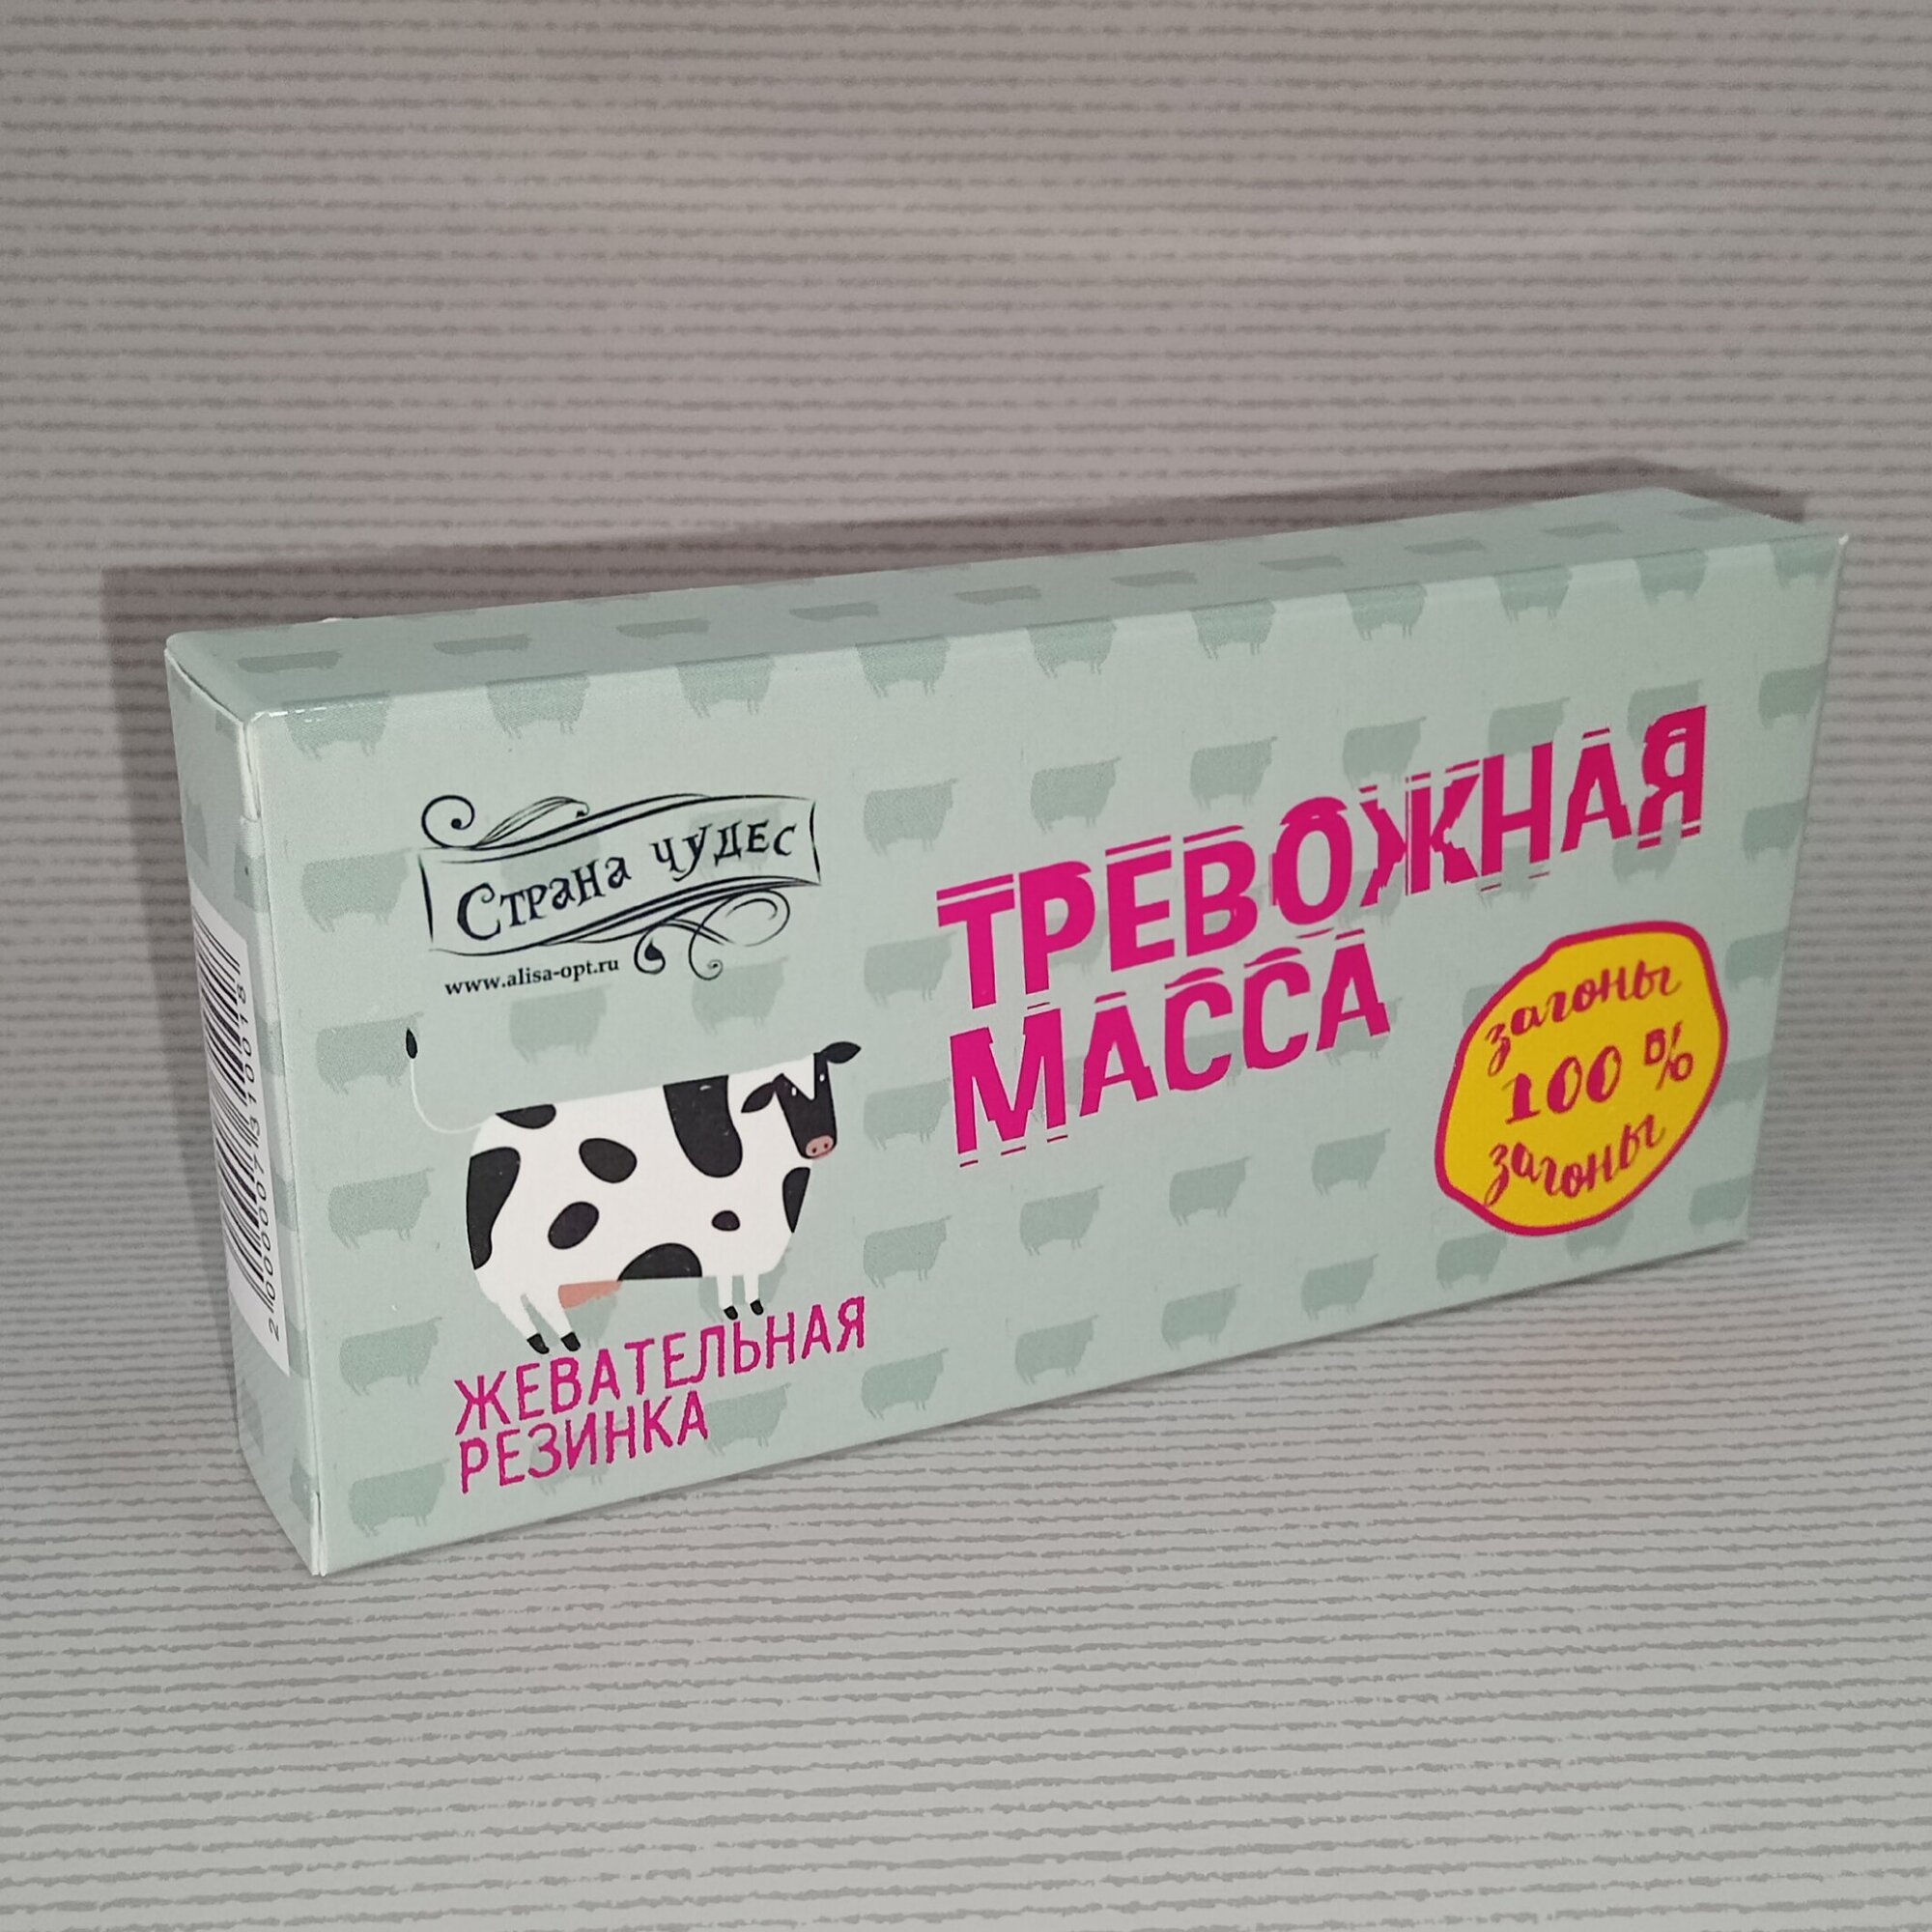 Страна чудес
www.alisa-opt.ru
ТРЕВОЖНАЯ
МАССА
загоны
100 %
загоны
ЖЕВАТЕЛЬНАЯ
РЕЗИНКА